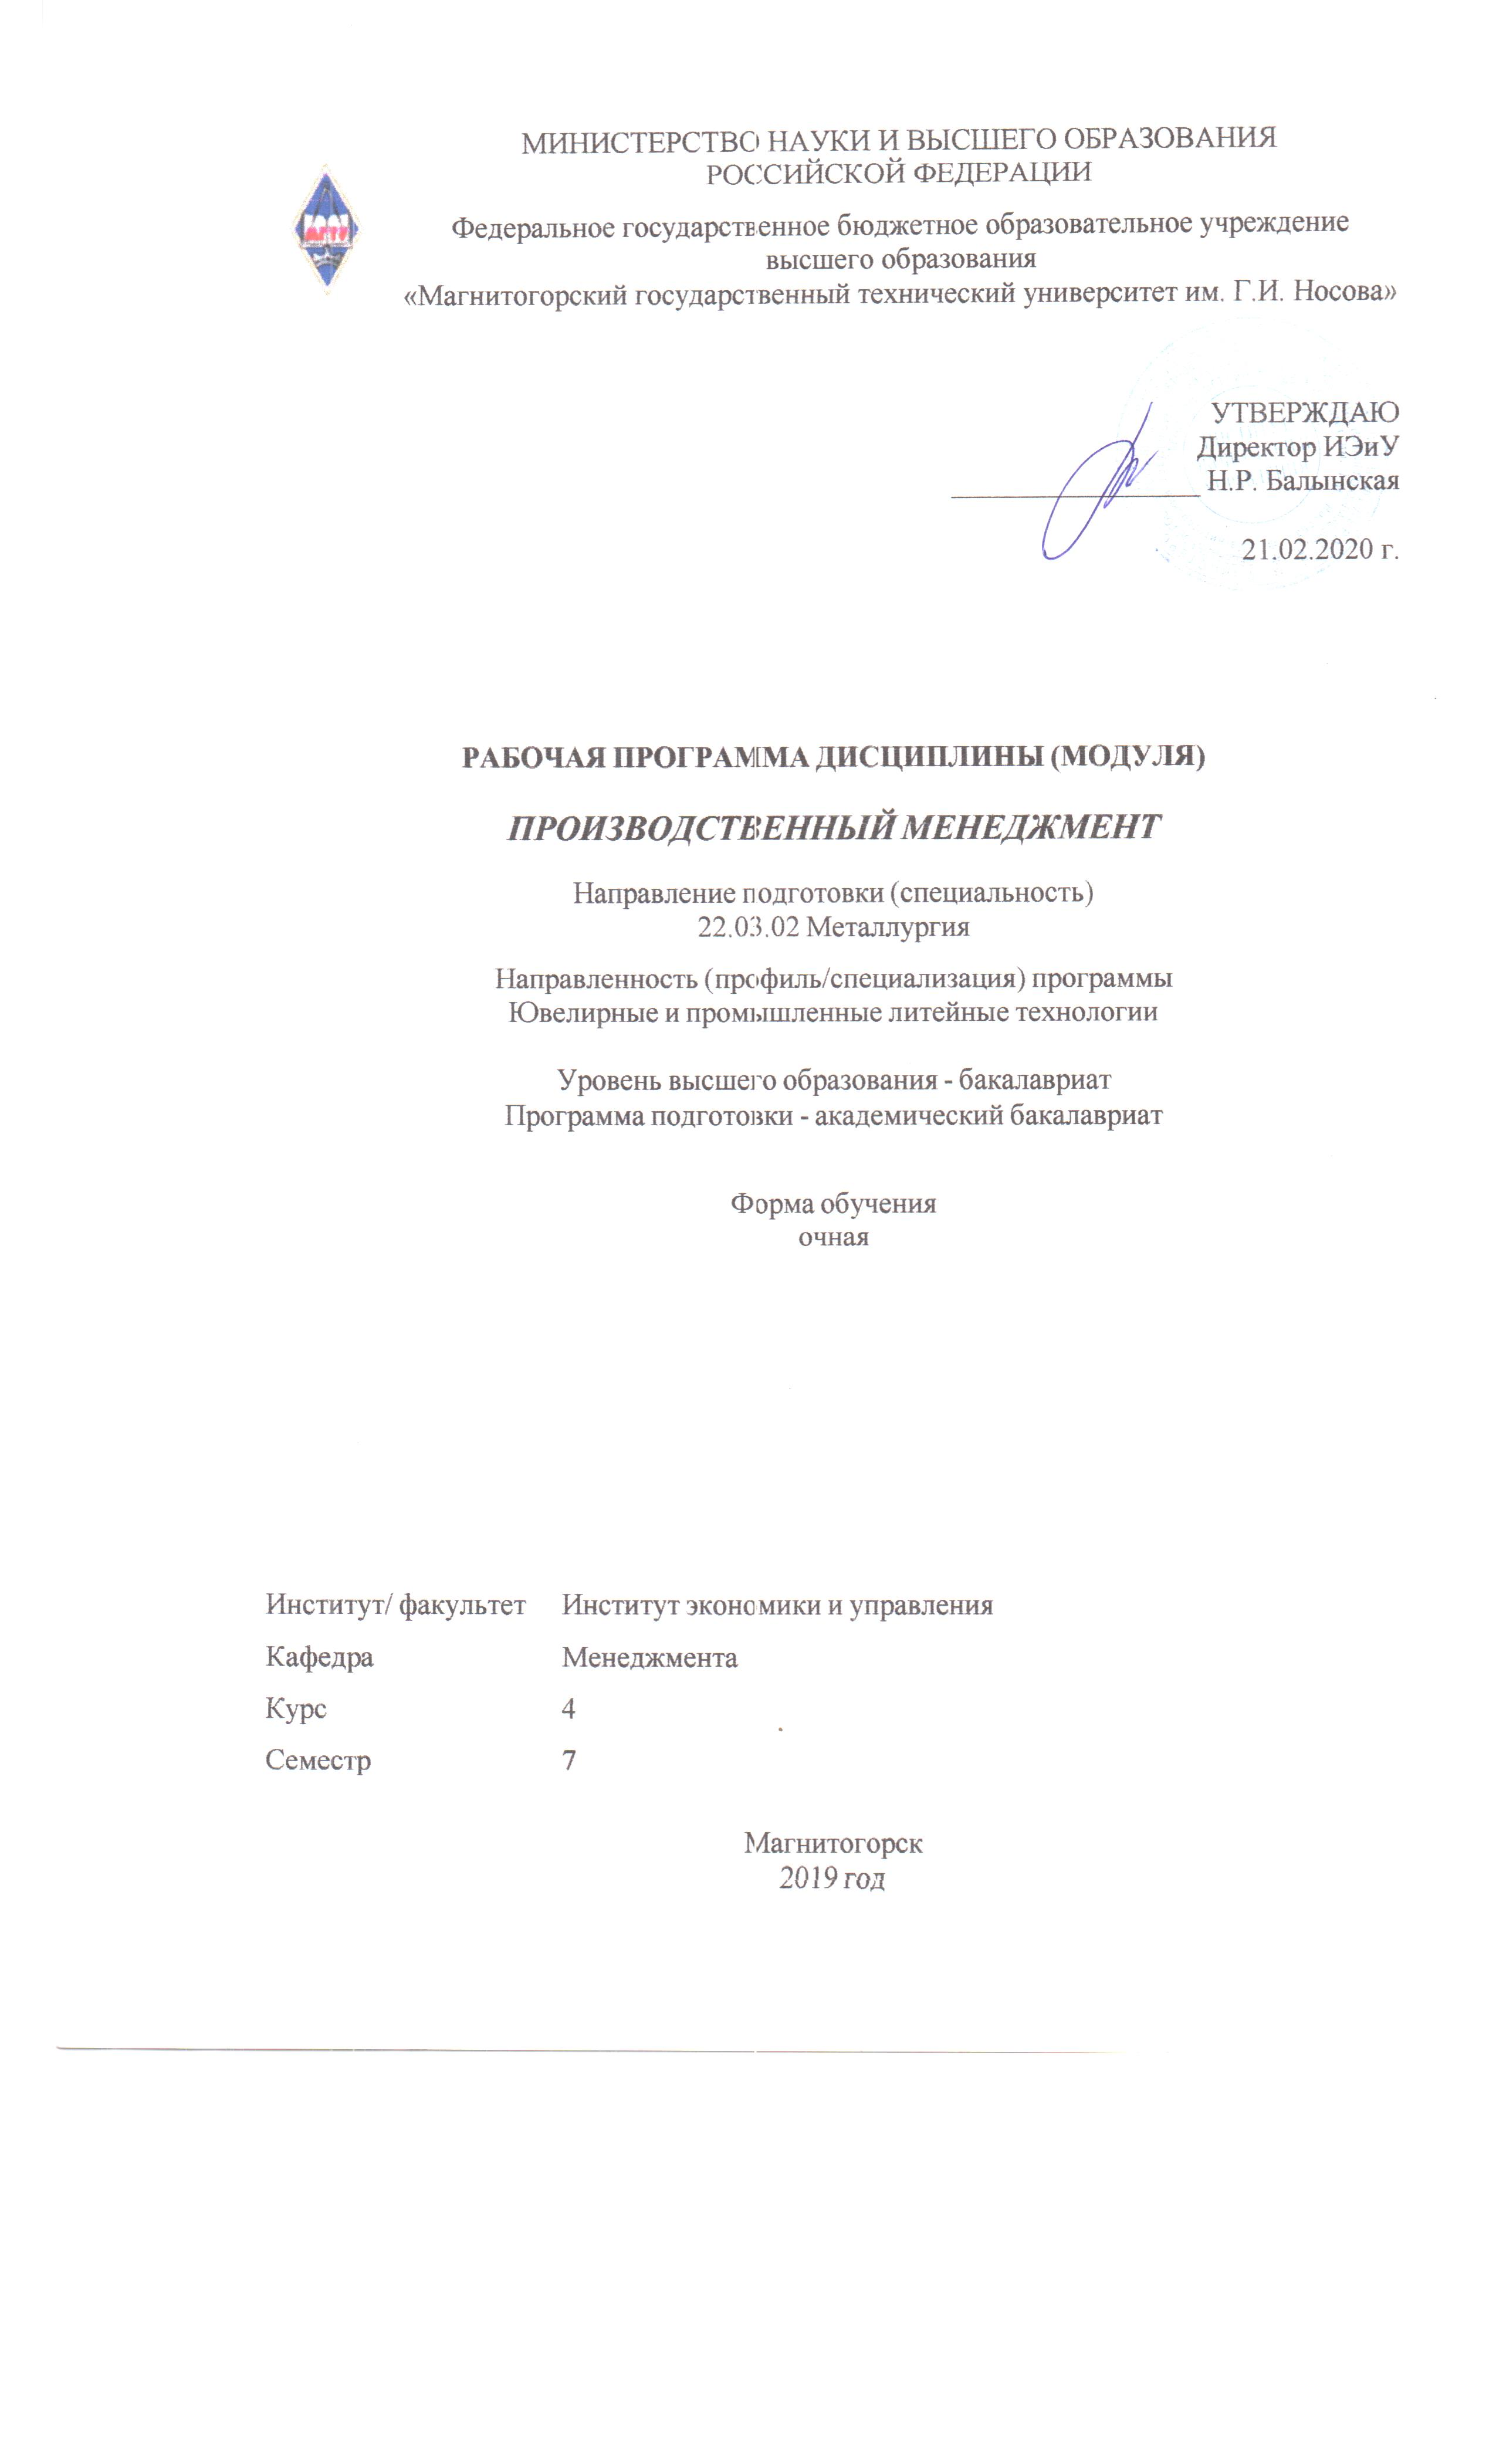 МИНИСТЕРСТВО НАУКИ И ВЫСШЕГО ОБРАЗОВАНИЯ
РОССИЙСКОЙ ФЕДЕРАЦИИ
Федеральное государственное бюджетное образовательное учреждение
высшего образования
«Магнитогорский государственный технический университет им. Г.И. Носова»
МГТУ
УТВЕРЖДАЮ
Директор ИЭиУ
Н.Р. Балынская
21.02.2020 г.
РАБОЧАЯ ПРОГРАММА ДИСЦИПЛИНЫ (МОДУЛЯ)
ПРОИЗВОДСТВЕННЫЙ МЕНЕДЖМЕНТ
Направление подготовки (специальность)
22.03.02 Металлургия
Направленность (профиль/специализация) программы
Ювелирные и промышленные литейные технологии
Уровень высшего образования - бакалавриат
Программа подготовки - академический бакалавриат
Форма обучения
очная
Институт/ факультет Институт экономики и управления
Кафедра Менеджмента
Курс 4
Семестр 7
Магнитогорск
2019 год